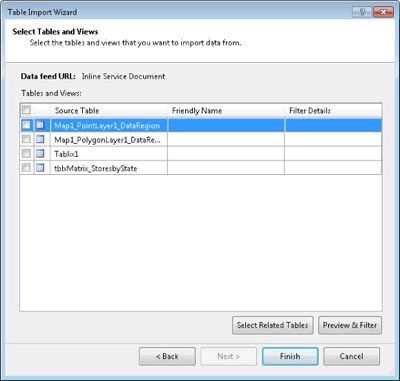 Table Import Wizard
Select Tables and Views
Select the tables and views that you want to import data from.
Data feed URL: Inline Service Document
Tables and Views:
Source Table Friendly Name Filter Details
Map1_PointLayer1_DataRegion
Map1_PolygonLayer1_DataRe...
Tablix1
tblxMatrix_StoresbyState
Select Related Tables Preview & Filter
< Back Next > Finish Cancel